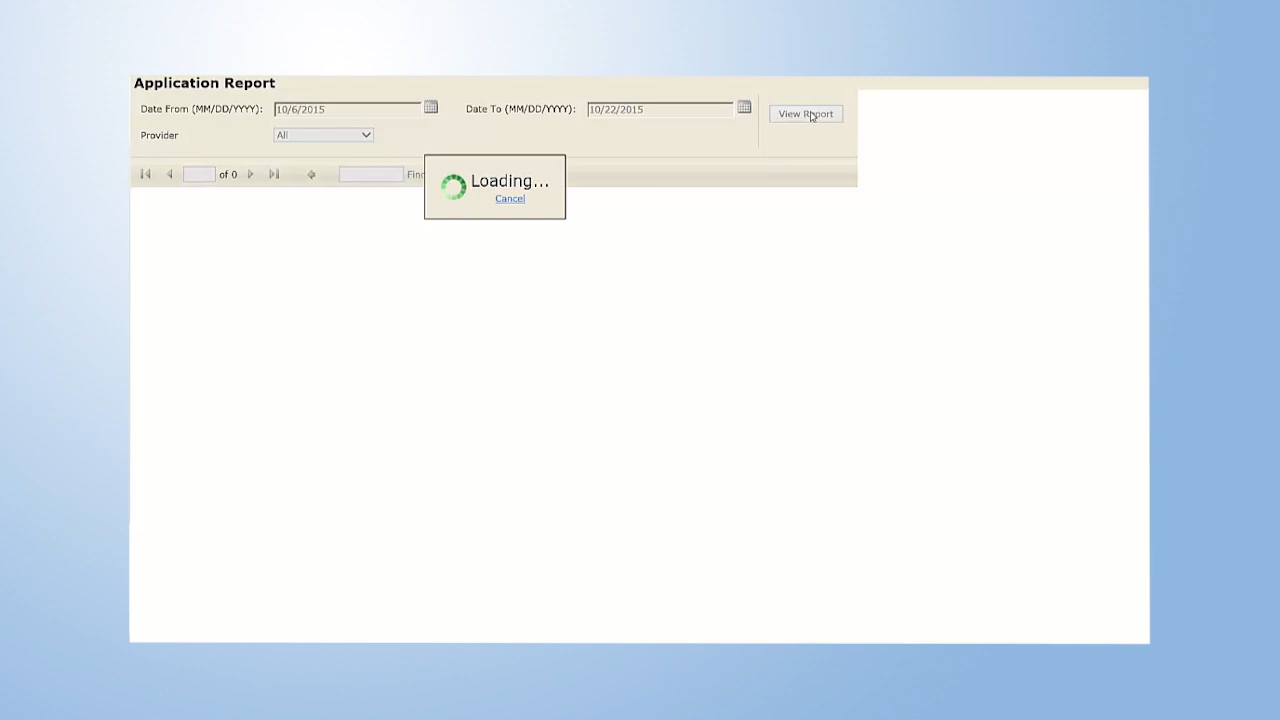 Application Report
Date From (MM/DD/YYYY): 10/6/2015 Date To (MM/DD/YYYY): 10/22/2015 View Report
Provider All
of 0
Loading...
Cancel